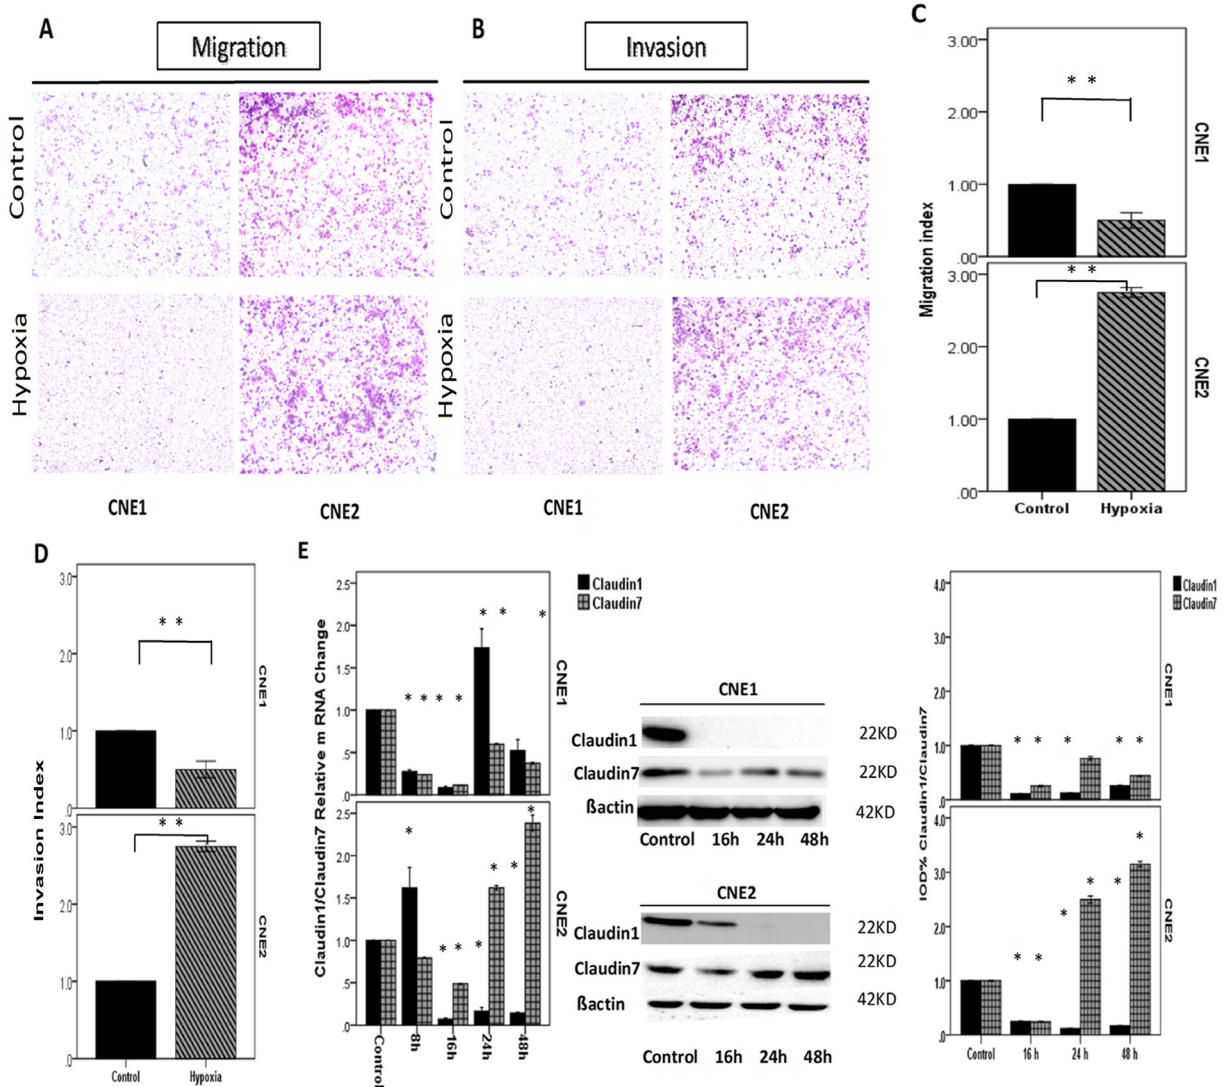 A
Migration
B
Invasion
Control
Hypoxia
Control
Hypoxia
CNE1
CNE2
CNE1
CNE2
C
3.00
* *
2.00
1.00
.00
CNE1
Migration index
3.00
* *
2.00
1.00
.00
CNE2
Control Hypoxia
D
3.0
* *
2.0
1.0
.0
CNE1
Invasion Index
3.0
* *
2.0
1.0
.0
CNE2
Control Hypoxia
E
Claudin1
Claudin7
2.5
2.0
1.5
1.0
.5
.0
* * * * * * *
CNE1
Claudin1/Claudin7 Relative m RNA Change
2.5
2.0
1.5
1.0
.5
.0
* * * * * * *
CNE2
Control 8h 16h 24h 48h
CNE1
Claudin1 22KD
Claudin7 22KD
ßactin 42KD
Control 16h 24h 48h
CNE2
Claudin1 22KD
Claudin7 22KD
ßactin 42KD
Control 16h 24h 48h
Claudin1
Claudin7
4.0
3.0
2.0
1.0
.0
* * * * *
CNE1
IOD% Claudin1/Claudin7
4.0
3.0
2.0
1.0
.0
* * * * * *
CNE2
Control 16 h 24 h 48 h